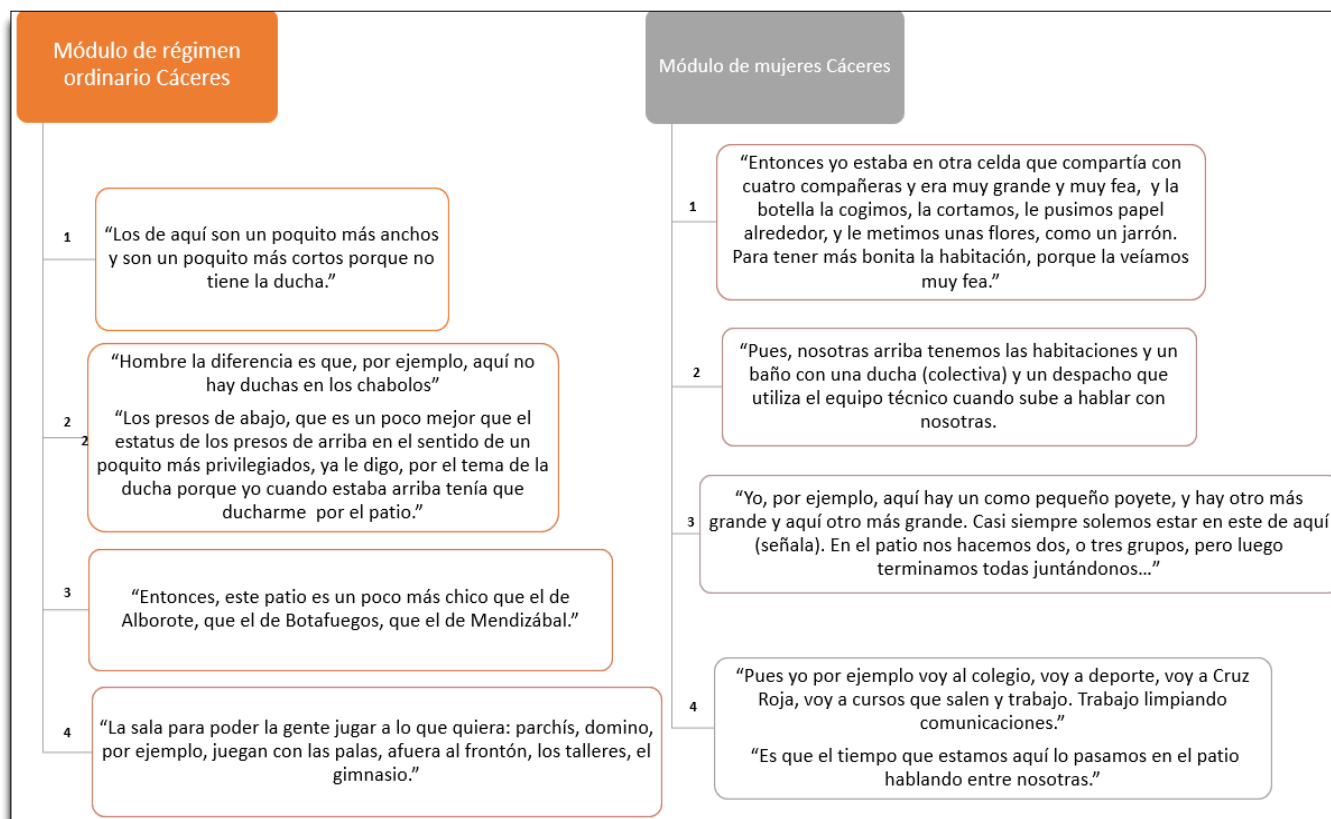 Módulo de régimen
ordinario Cáceres
1
“Los de aquí son un poquito más anchos
y son un poquito más cortos porque no
tiene la ducha.”
2
2
“Hombre la diferencia es que, por ejemplo, aquí no
hay duchas en los chabolos”
“Los presos de abajo, que es un poco mejor que el
estatus de los presos de arriba en el sentido de un
poquito más privilegiados, ya le digo, por el tema de la
ducha porque yo cuando estaba arriba tenía que
ducharme por el patio.”
3
“Entonces, este patio es un poco más chico que el de
Alborote, que el de Botafuegos, que el de Mendizábal.”
4
“La sala para poder la gente jugar a lo que quiera: parchís, domino,
por ejemplo, juegan con las palas, afuera al frontón, los talleres, el
gimnasio.”
Módulo de mujeres Cáceres
1
“Entonces yo estaba en otra celda que compartía con
cuatro compañeras y era muy grande y muy fea, y la
botella la cogimos, la cortamos, le pusimos papel
alrededor, y le metimos unas flores, como un jarrón.
Para tener más bonita la habitación, porque la veíamos
muy fea.”
2
“Pues, nosotras arriba tenemos las habitaciones y un
baño con una ducha (colectiva) y un despacho que
utiliza el equipo técnico cuando sube a hablar con
nosotras.
3
“Yo, por ejemplo, aquí hay un como pequeño poyete, y hay otro más
grande y aquí otro más grande. Casi siempre solemos estar en este de aquí
(señala). En el patio nos hacemos dos, o tres grupos, pero luego
terminamos todas juntándonos…”
4
“Pues yo por ejemplo voy al colegio, voy a deporte, voy a Cruz
Roja, voy a cursos que salen y trabajo. Trabajo limpiando
comunicaciones.”
“Es que el tiempo que estamos aquí lo pasamos en el patio
hablando entre nosotras.”